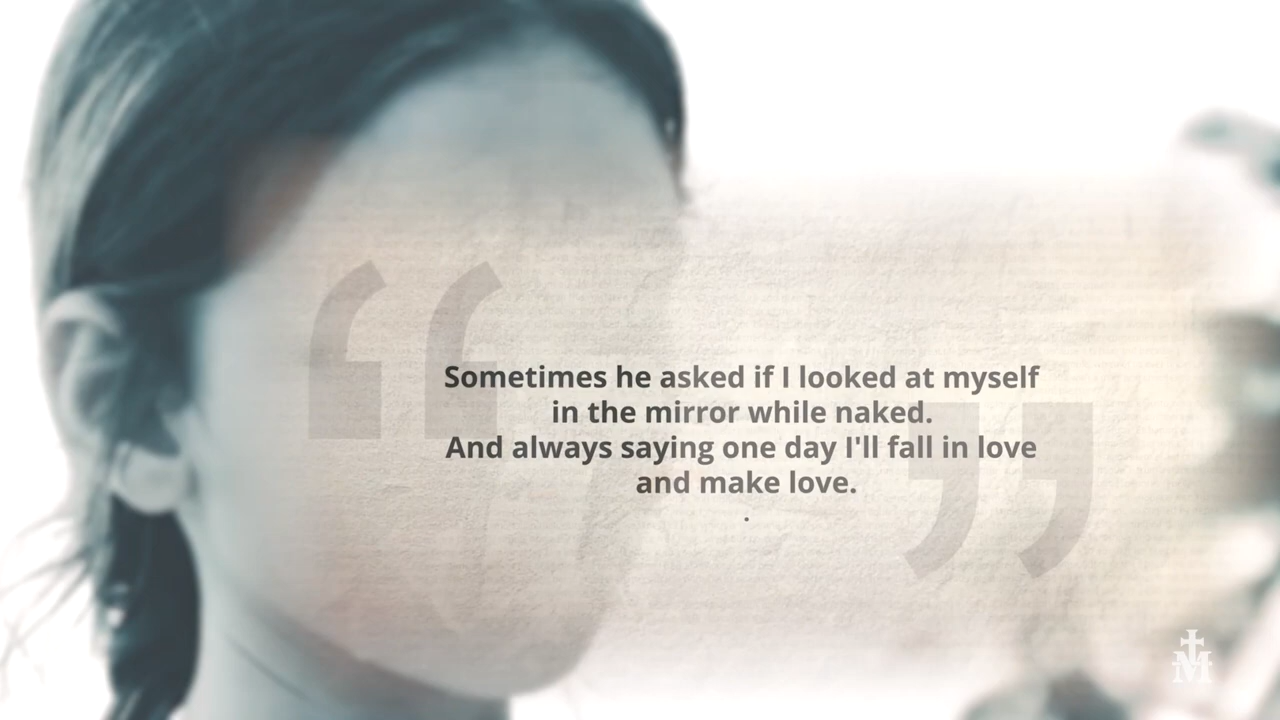 Sometimes he asked if I looked at myself
in the mirror while naked.
And always saying one day I'll fall in love
and make love.
.